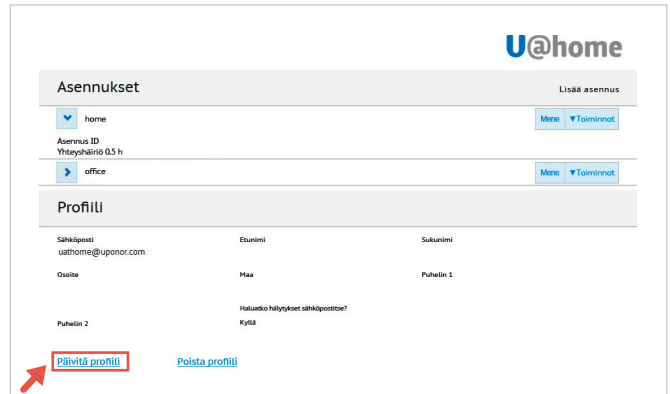 U@home
Asennukset Lisää asennus
home Mene ▼Toiminnot
Asennus ID
Yhteyshäiriö 0.5 h
office Mene ▼Toiminnot
Profiili
Sähköposti Etunimi Sukunimi
uathome@uponor.com
Osoite Maa Puhelin 1
Haluatko hälytykset sähköpostitse?
Puhelin 2 Kyllä
Päivitä profiili Poista profiili